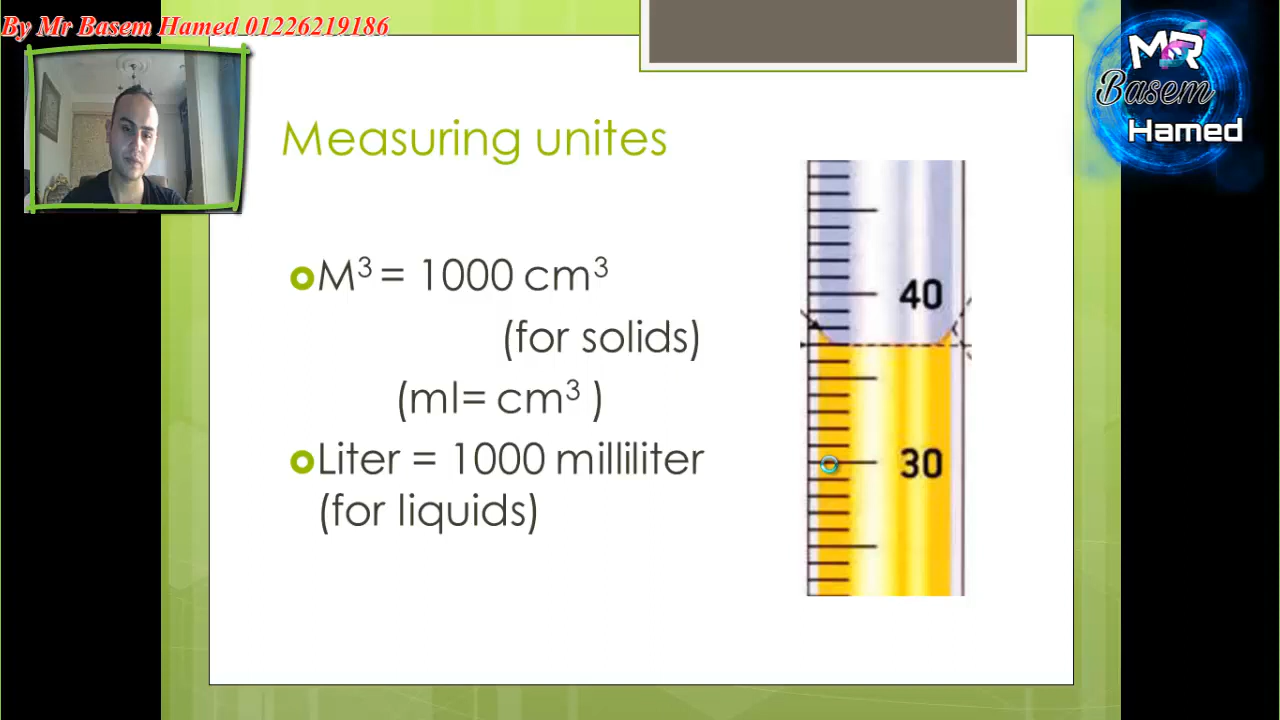 By Mr Basem Hamed 01226219186
MR
Basem
Hamed
Measuring unites
M³ = 1000 cm³
(for solids)
(ml= cm³ )
Liter = 1000 milliliter
(for liquids)
40
30